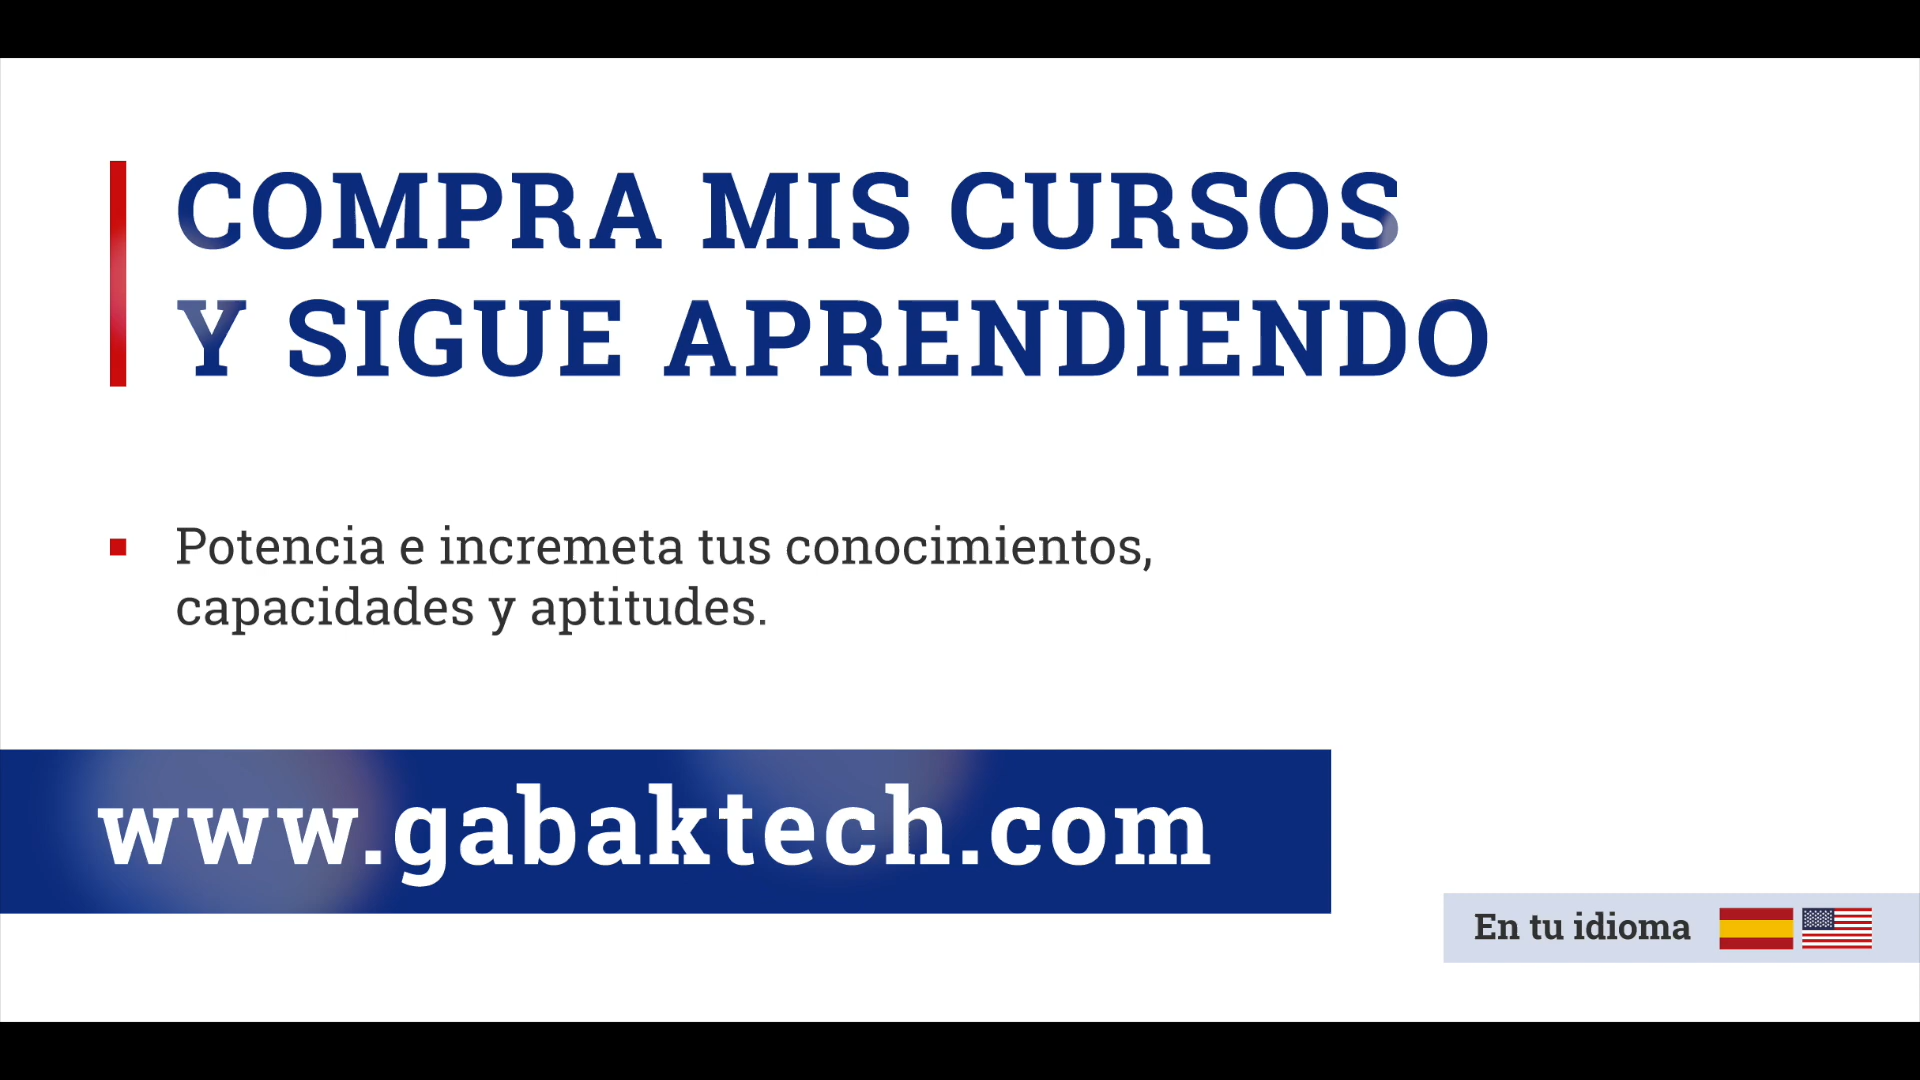 COMPRA MIS CURSOS
Y SIGUE APRENDIENDO
Potencia e incremeta tus conocimientos,
capacidades y aptitudes.
www.gabaktech.com
En tu idioma